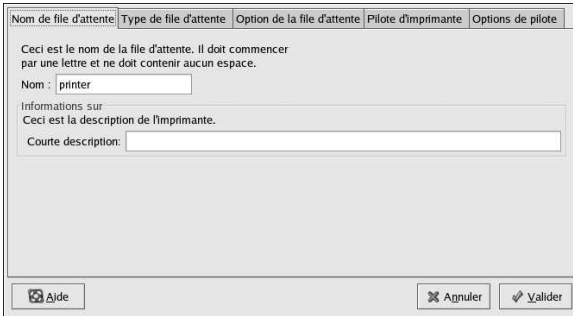 Nom de file d'attente Type de file d'attente Option de la file d'attente Pilote d'imprimante Options de pilote
Ceci est le nom de la file d'attente. Il doit commencer
par une lettre et ne doit contenir aucun espace.
Nom : printer
Informations sur
Ceci est la description de l'imprimante.
Courte description:
Aide Annuler Valider